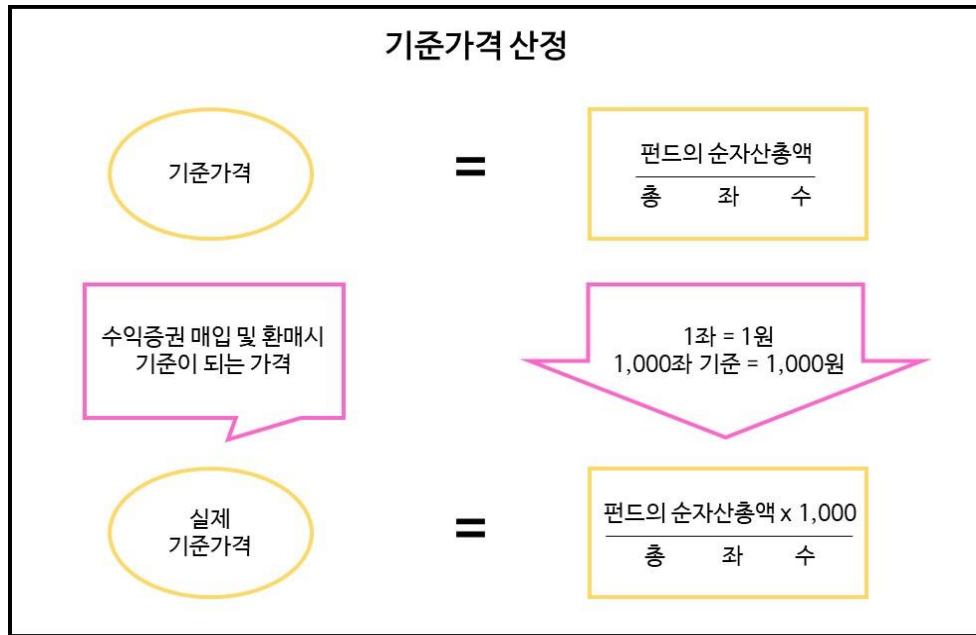 기준가격 산정
기준가격
=
펀드의 순자산총액
총 좌 수
수익증권 매입 및 환매시
기준이 되는 가격
1좌 = 1원
1,000좌 기준 = 1,000원
실제
기준가격
=
펀드의 순자산총액 x 1,000
총 좌 수